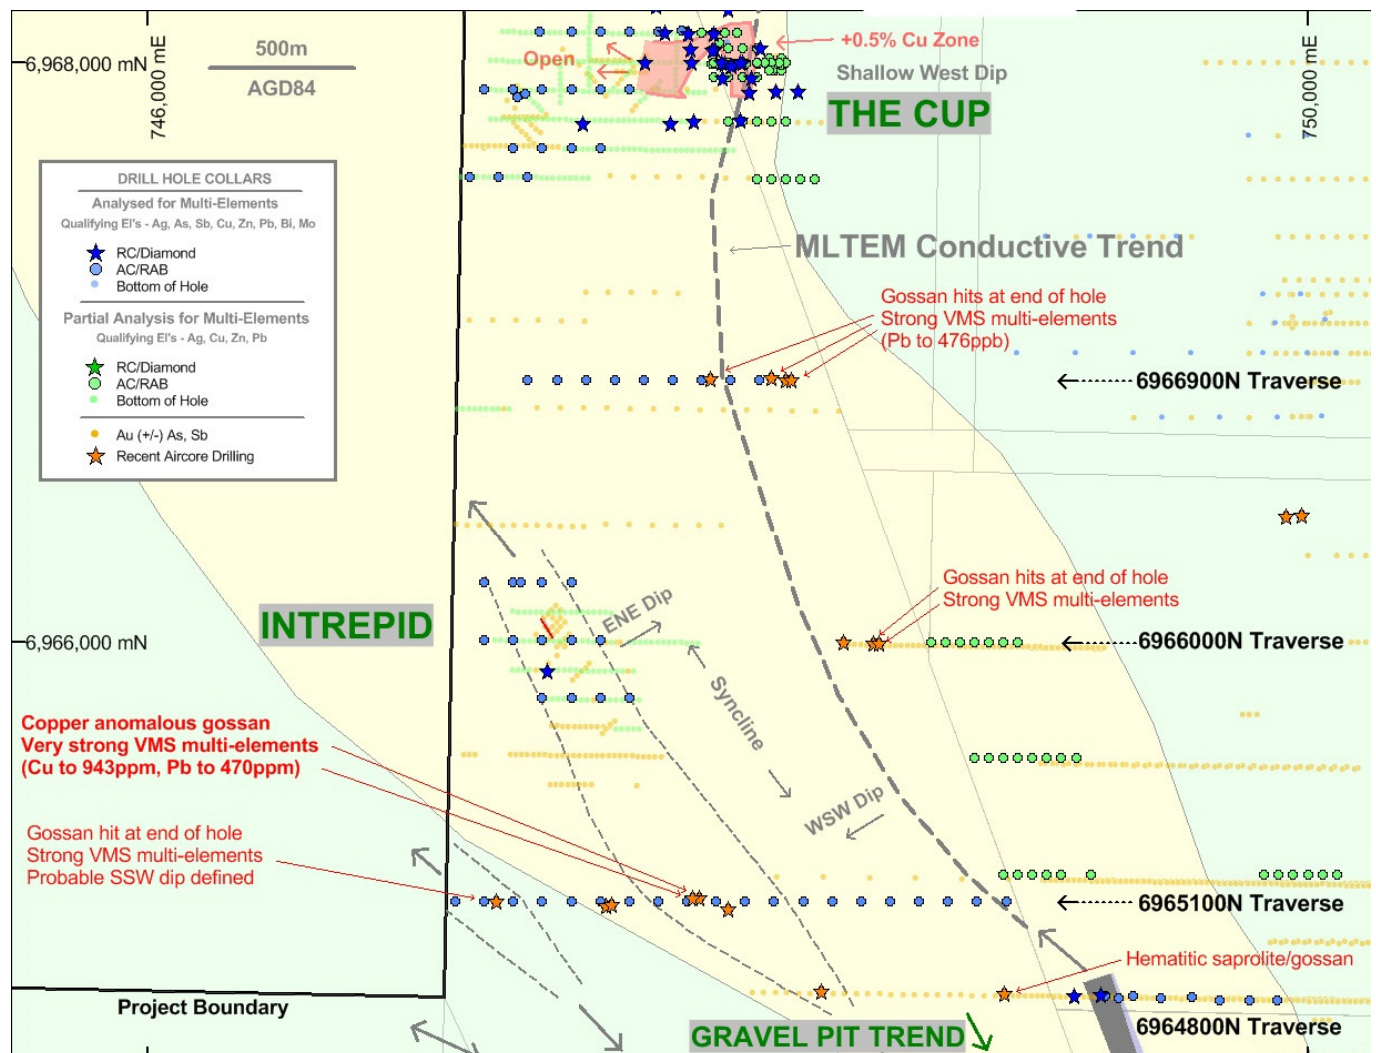 6,968,000 mN
746,000 mE
500m
AGD84
Open
+0.5% Cu Zone
Shallow West Dip
THE CUP
750,000 mE
DRILL HOLE COLLARS
Analysed for Multi-Elements
Qualifying El's - Ag, As, Sb, Cu, Zn, Pb, Bi, Mo
RC/Diamond
AC/RAB
Bottom of Hole
Partial Analysis for Multi-Elements
Qualifying El's - Ag, Cu, Zn, Pb
RC/Diamond
AC/RAB
Bottom of Hole
Au (+/-) As, Sb
Recent Aircore Drilling
MLTEM Conductive Trend
Gossan hits at end of hole
Strong VMS multi-elements
(Pb to 476ppb)
6966900N Traverse
Gossan hits at end of hole
Strong VMS multi-elements
INTREPID
ENE Dip
6,966,000 mN
6966000N Traverse
Syncline
Copper anomalous gossan
Very strong VMS multi-elements
(Cu to 943ppm, Pb to 470ppm)
WSW Dip
Gossan hit at end of hole
Strong VMS multi-elements
Probable SSW dip defined
6965100N Traverse
Hematitic saprolite/gossan
Project Boundary
GRAVEL PIT TREND
6964800N Traverse